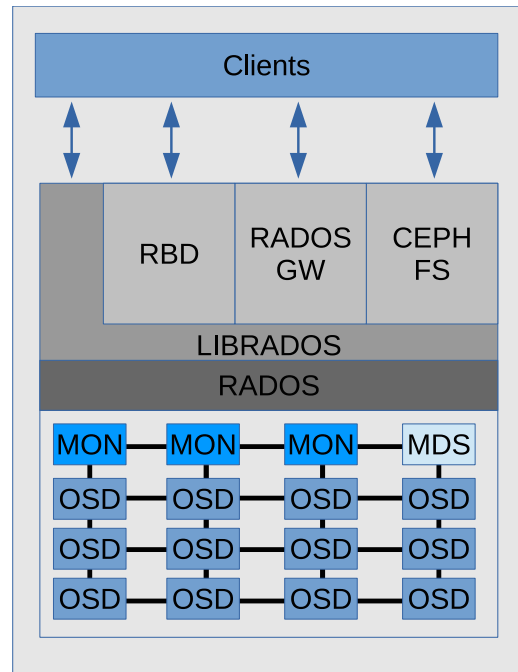 Clients
RBD
RADOS
GW
CEPH
FS
LIBRADOS
RADOS
MON MON MON MDS
OSD OSD OSD OSD
OSD OSD OSD OSD
OSD OSD OSD OSD